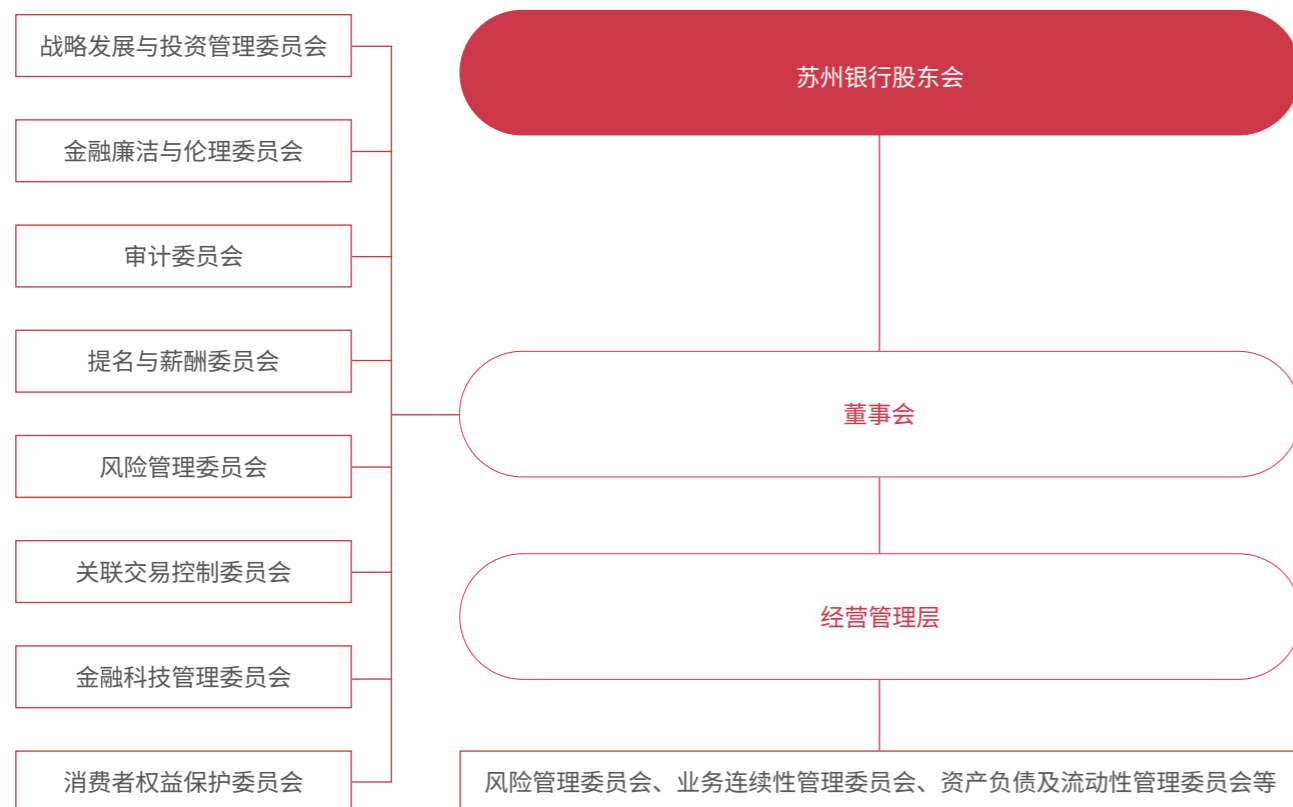 战略发展与投资管理委员会
金融廉洁与伦理委员会
审计委员会
提名与薪酬委员会
风险管理委员会
关联交易控制委员会
金融科技管理委员会
消费者权益保护委员会
苏州银行股东会
董事会
经营管理层
风险管理委员会、业务连续性管理委员会、资产负债及流动性管理委员会等